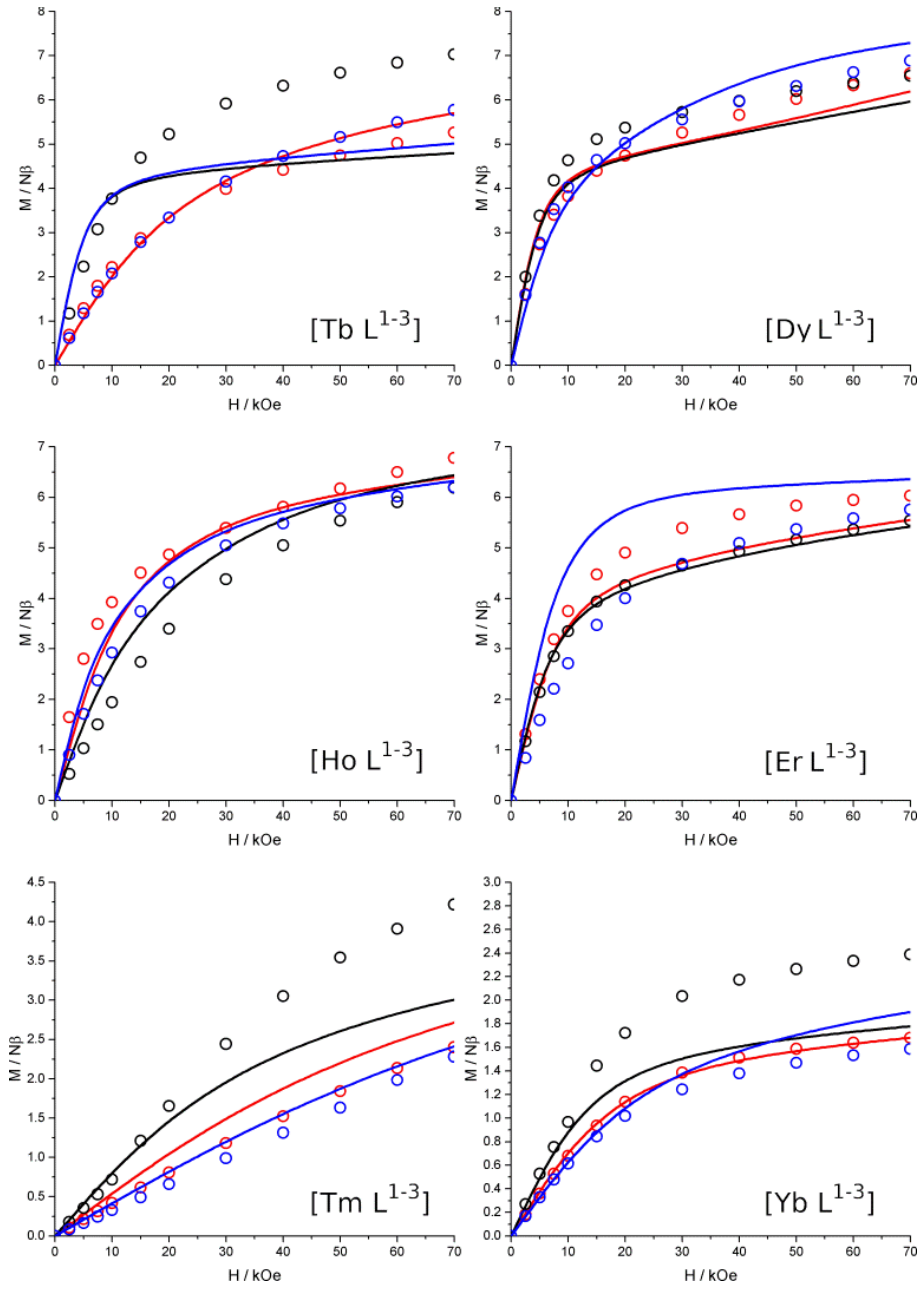 8
7
6
5
4
3
2
1
0
M / Nβ
0 10 20 30 40 50 60 70
H / kOe
[Tb L¹⁻³]
8
7
6
5
4
3
2
1
0
M / Nβ
0 10 20 30 40 50 60 70
H / kOe
[Dy L¹⁻³]
7
6
5
4
3
2
1
0
M / Nβ
0 10 20 30 40 50 60 70
H / kOe
[Ho L¹⁻³]
7
6
5
4
3
2
1
0
M / Nβ
0 10 20 30 40 50 60 70
H / kOe
[Er L¹⁻³]
4.5
4.0
3.5
3.0
2.5
2.0
1.5
1.0
0.5
0.0
M / Nβ
0 10 20 30 40 50 60 70
H / kOe
[Tm L¹⁻³]
3.0
2.8
2.6
2.4
2.2
2.0
1.8
1.6
1.4
1.2
1.0
0.8
0.6
0.4
0.2
0.0
M / Nβ
0 10 20 30 40 50 60 70
H / kOe
[Yb L¹⁻³]